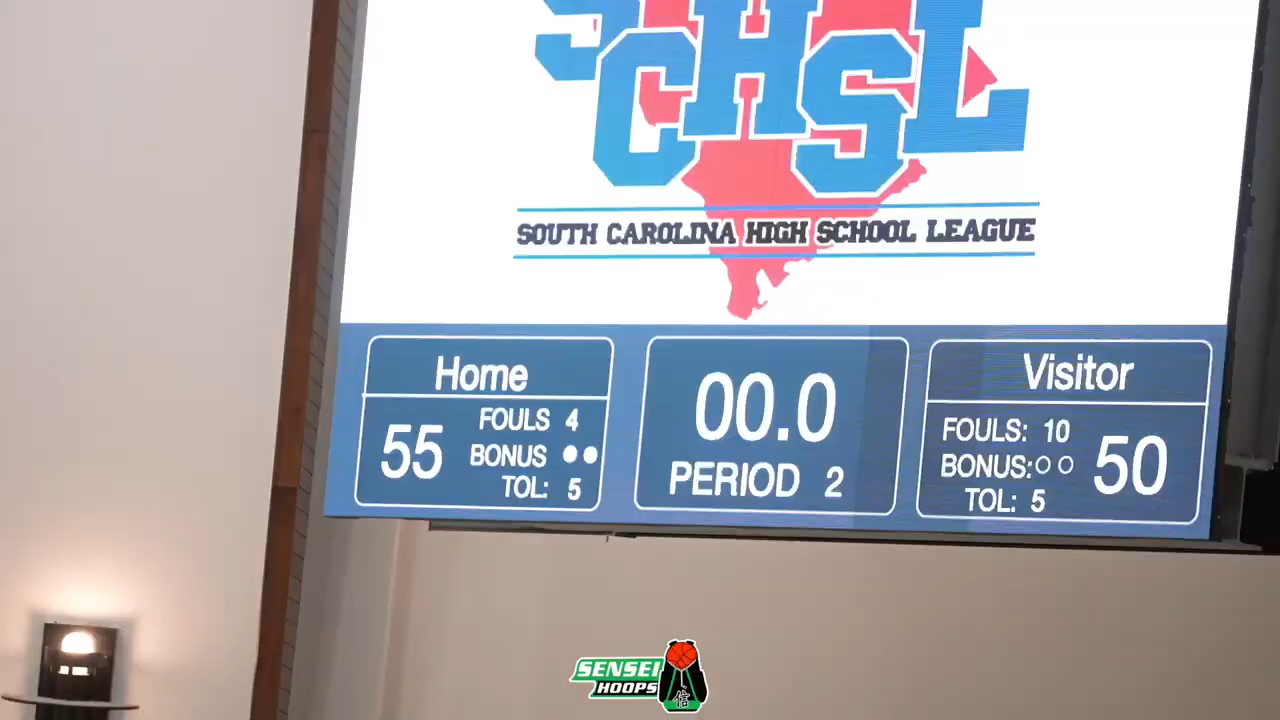 SCHSL
SOUTH CAROLINA HIGH SCHOOL LEAGUE
Home
55
FOULS 4
BONUS
TOL: 5
00.0
PERIOD 2
Visitor
FOULS: 10
BONUS:
TOL: 5
50
SENSEI
HOOPS
信